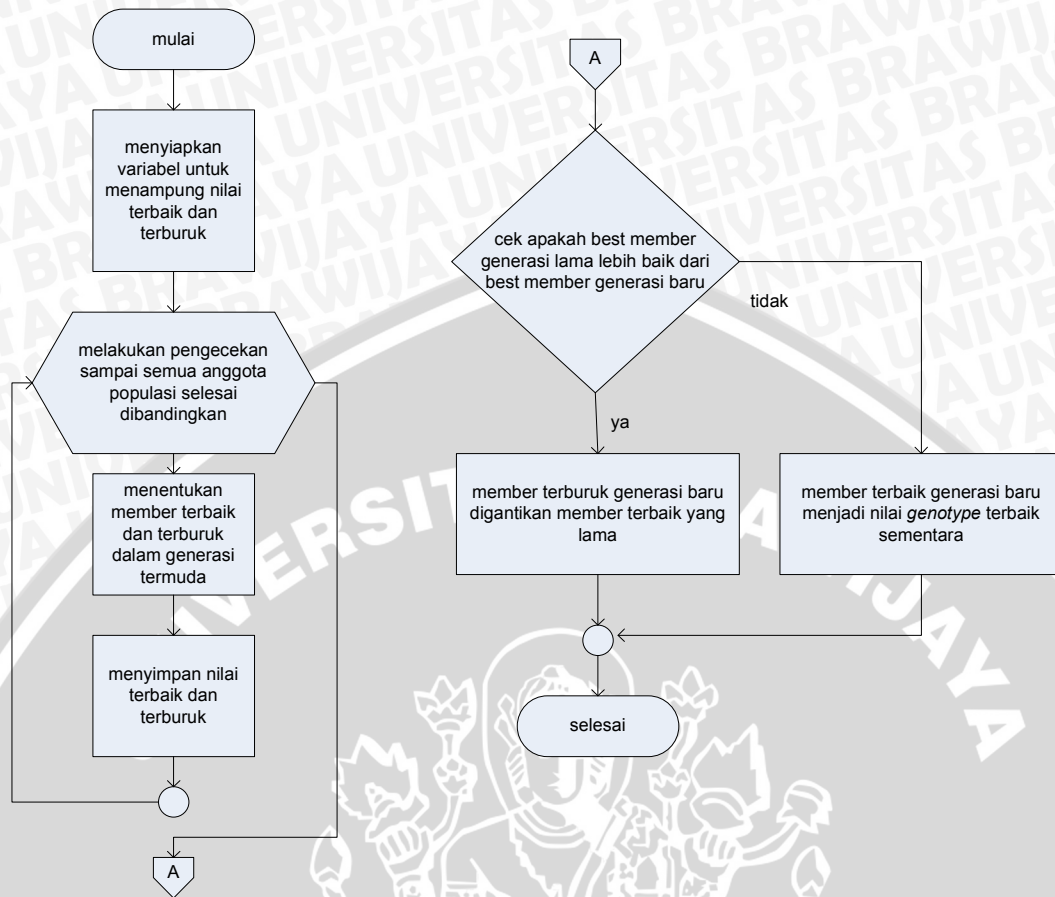 mulai
menyiapkan
variabel untuk
menampung nilai
terbaik dan
terburuk
melakukan pengecekan
sampai semua anggota
populasi selesai
dibandingkan
menentukan
member terbaik
dan terburuk
dalam generasi
termuda
menyimpan nilai
terbaik dan
terburuk
A
A
cek apakah best member
generasi lama lebih baik dari
best member generasi baru
tidak
ya
member terburuk generasi baru
digantikan member terbaik yang
lama
member terbaik generasi baru
menjadi nilai genotype terbaik
sementara
selesai